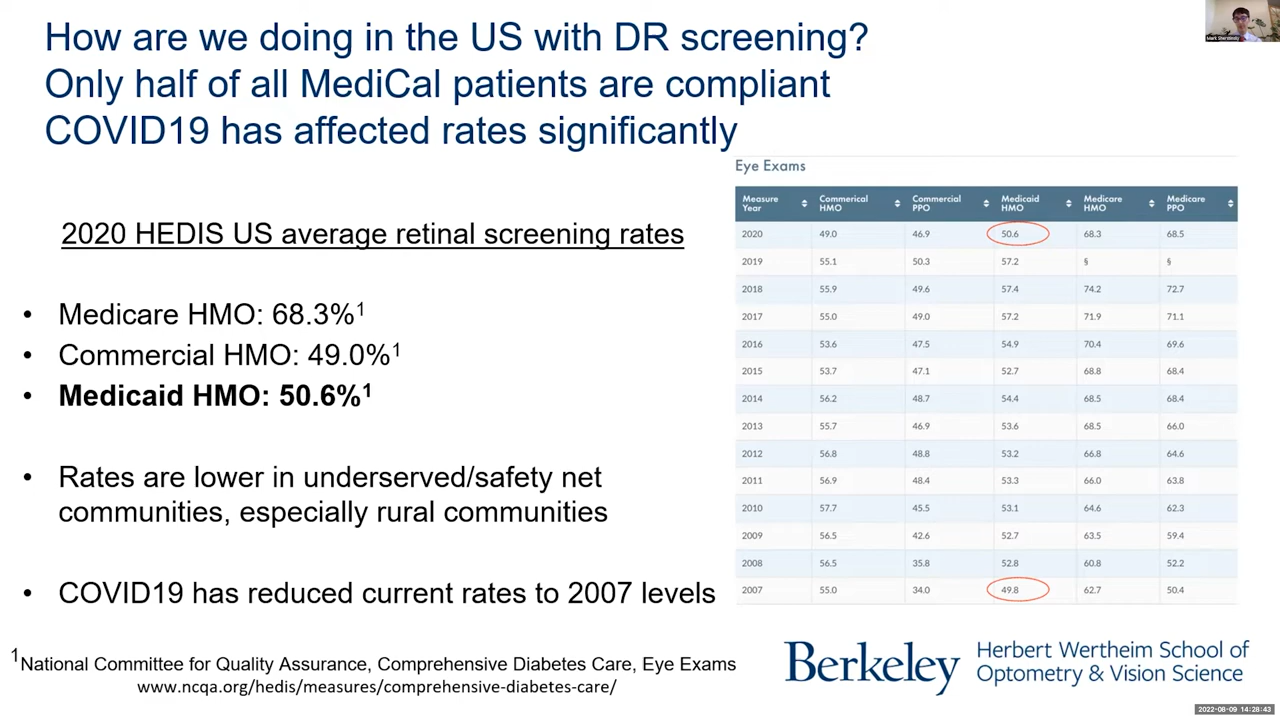 How are we doing in the US with DR screening?
Only half of all MediCal patients are compliant
COVID19 has affected rates significantly
2020 HEDIS US average retinal screening rates
• Medicare HMO: 68.3%1
• Commercial HMO: 49.0%1
• Medicaid HMO: 50.6%1
• Rates are lower in underserved/safety net
communities, especially rural communities
• COVID19 has reduced current rates to 2007 levels
1National Committee for Quality Assurance, Comprehensive Diabetes Care, Eye Exams
www.ncqa.org/hedis/measures/comprehensive-diabetes-care/
Eye Exams
Measure Year Commerical HMO Commercial PPO Medicaid HMO Medicare HMO Medicare PPO
2020 49.0 46.9 50.6 68.3 68.5
2019 55.1 50.3 57.2 § §
2018 55.9 49.6 57.4 74.2 72.7
2017 55.0 49.0 57.2 71.9 71.1
2016 53.6 47.5 54.9 70.4 69.6
2015 53.7 47.1 52.7 68.8 68.4
2014 56.2 48.7 54.4 68.5 68.4
2013 55.7 46.9 53.6 68.5 66.0
2012 56.8 48.8 53.2 66.8 64.6
2011 56.9 48.4 53.3 66.0 63.8
2010 57.7 45.5 53.1 64.6 62.3
2009 56.5 42.6 52.7 63.5 59.4
2008 56.5 35.8 52.8 60.8 52.2
2007 55.0 34.0 49.8 62.7 50.4
Berkeley
Herbert Wertheim School of
Optometry & Vision Science
2022-08-09 14:28:43